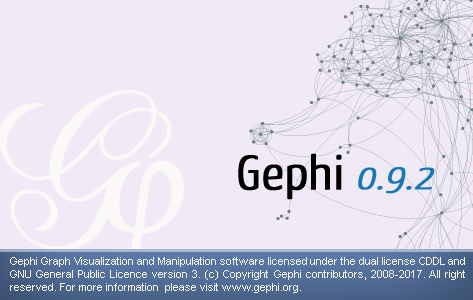 Gephi 0.9.2
Gephi Graph Visualization and Manipulation software licensed under the dual license CDDL and
GNU General Public Licence version 3. (c) Copyright Gephi contributors, 2008-2017. All right
reserved. For more information please visit www.gephi.org.